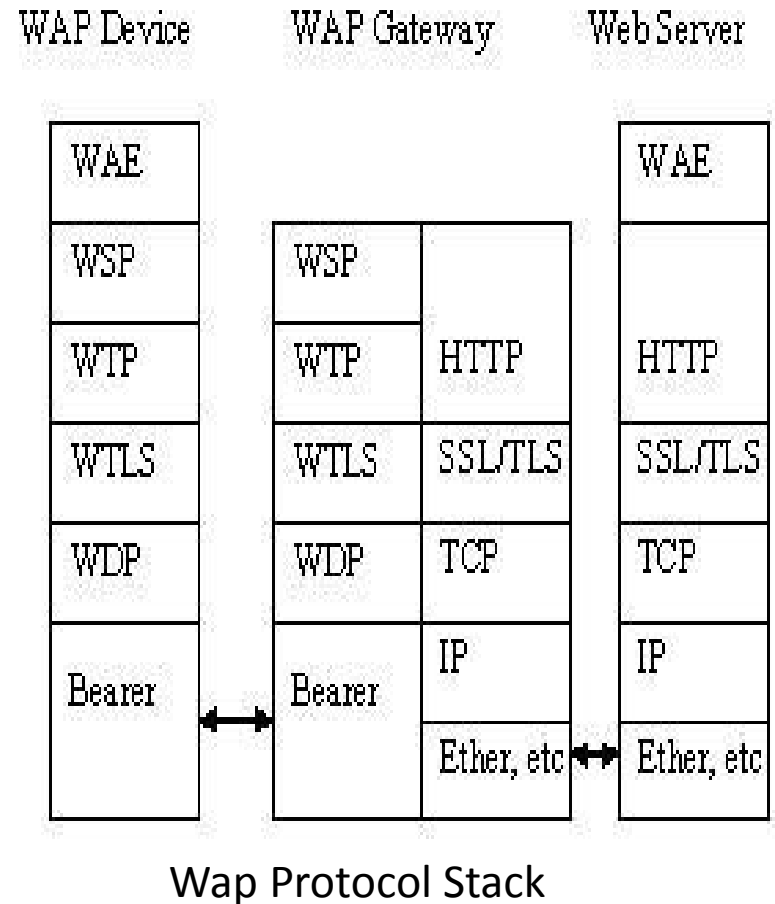 WAP Device WAP Gateway Web Server
WAE WAE
WSP WSP
WTP WTP HTTP HTTP
WTLS WTLS SSL/TLS SSL/TLS
WDP WDP TCP TCP
IP IP
Bearer Bearer
Ether, etc Ether, etc
Wap Protocol Stack